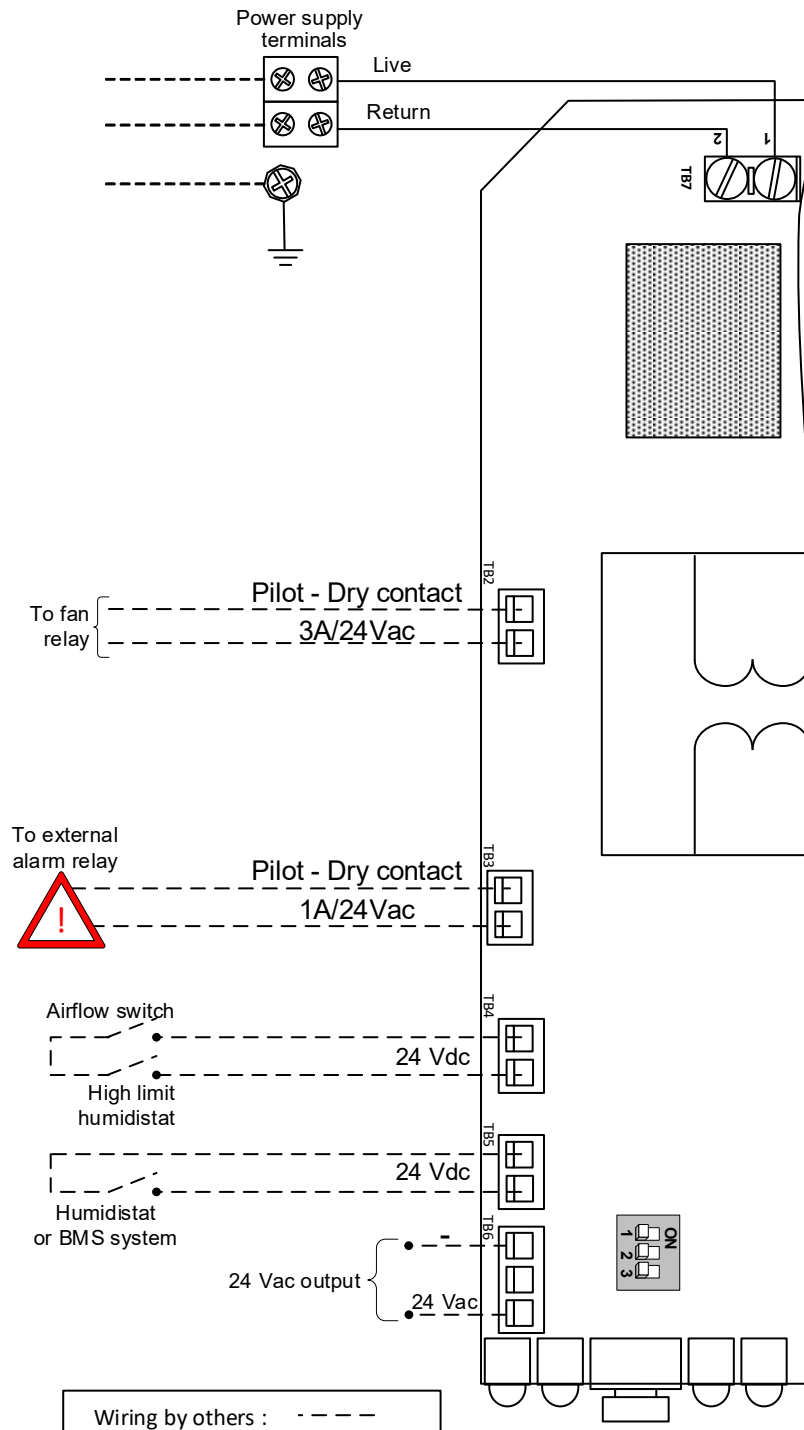 Power supply
terminals
Live
Return
2
1
TB7
TB2
Pilot - Dry contact
To fan
relay
3A/24Vac
To external
alarm relay
!
TB3
Pilot - Dry contact
1A/24Vac
Airflow switch
TB4
24 Vdc
High limit
humidistat
TB5
24 Vdc
Humidistat
or BMS system
TB6
-
24 Vac output
24 Vac
ON
1
2
3
Wiring by others :